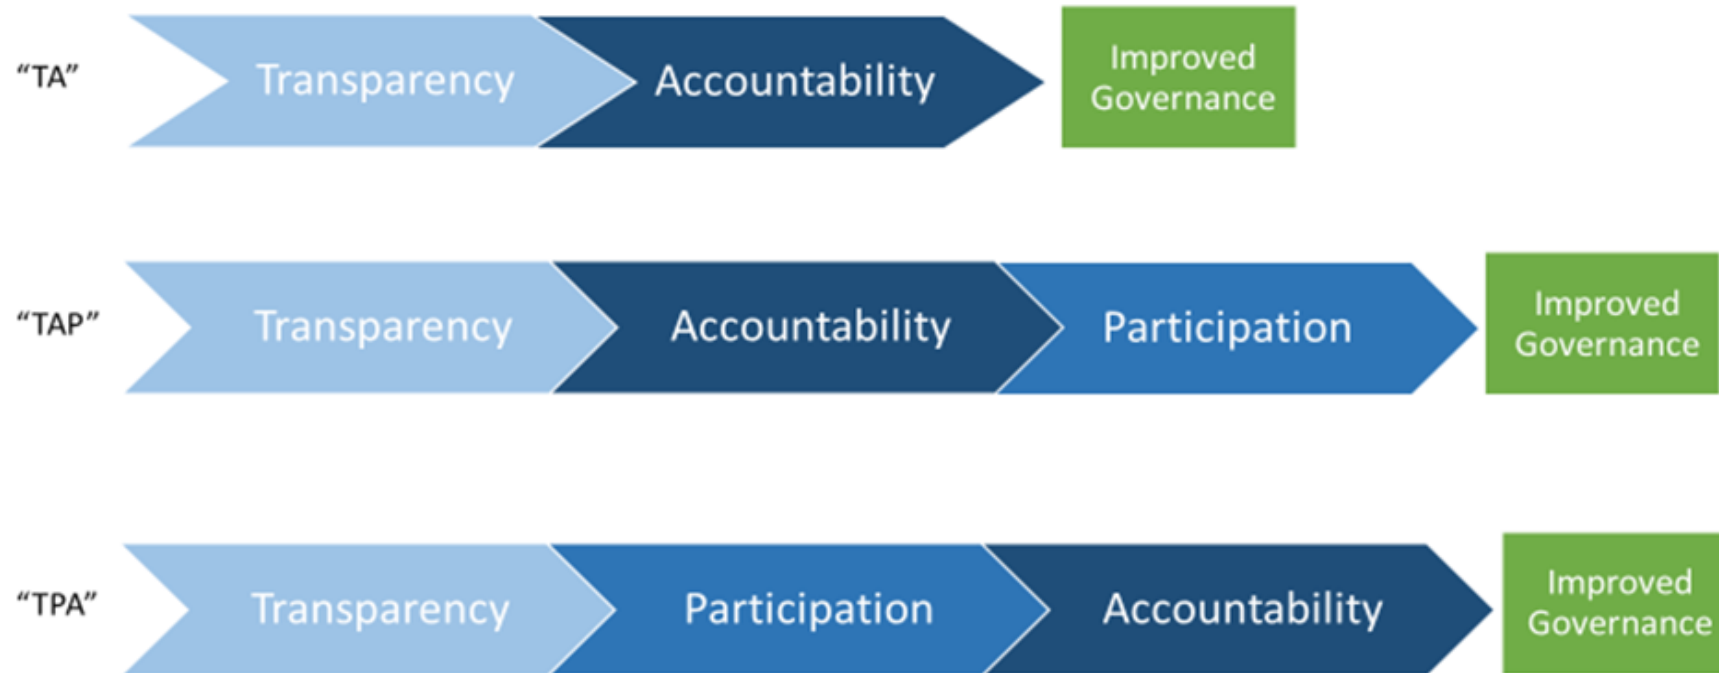 “TA”
Transparency
Accountability
Improved
Governance
“TAP”
Transparency
Accountability
Participation
Improved
Governance
“TPA”
Transparency
Participation
Accountability
Improved
Governance